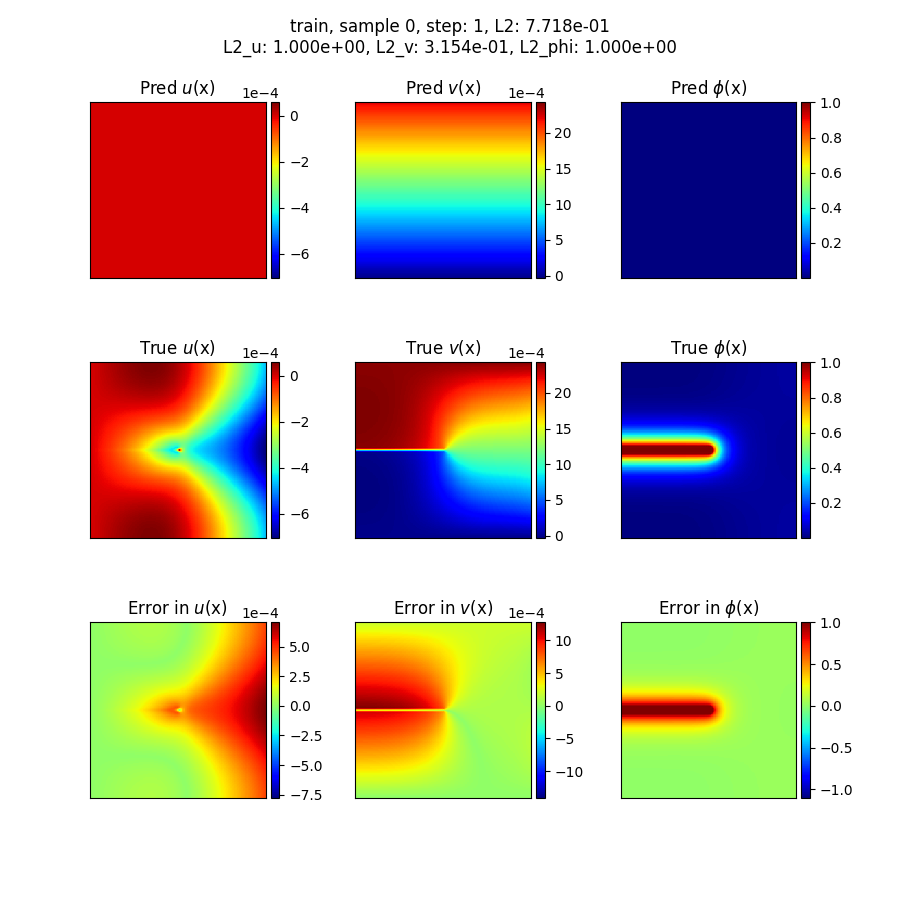 train, sample 0, step: 1, L2: 7.718e-01
L2_u: 1.000e+00, L2_v: 3.154e-01, L2_phi: 1.000e+00
Pred u(x)
1e−4
0
−2
−4
−6
Pred v(x)
1e−4
20
15
10
5
0
Pred ϕ(x)
1.0
0.8
0.6
0.4
0.2
True u(x)
1e−4
0
−2
−4
−6
True v(x)
1e−4
20
15
10
5
0
True ϕ(x)
1.0
0.8
0.6
0.4
0.2
Error in u(x)
1e−4
5.0
2.5
0.0
−2.5
−5.0
−7.5
Error in v(x)
1e−4
10
5
0
−5
−10
Error in ϕ(x)
1.0
0.5
0.0
−0.5
−1.0